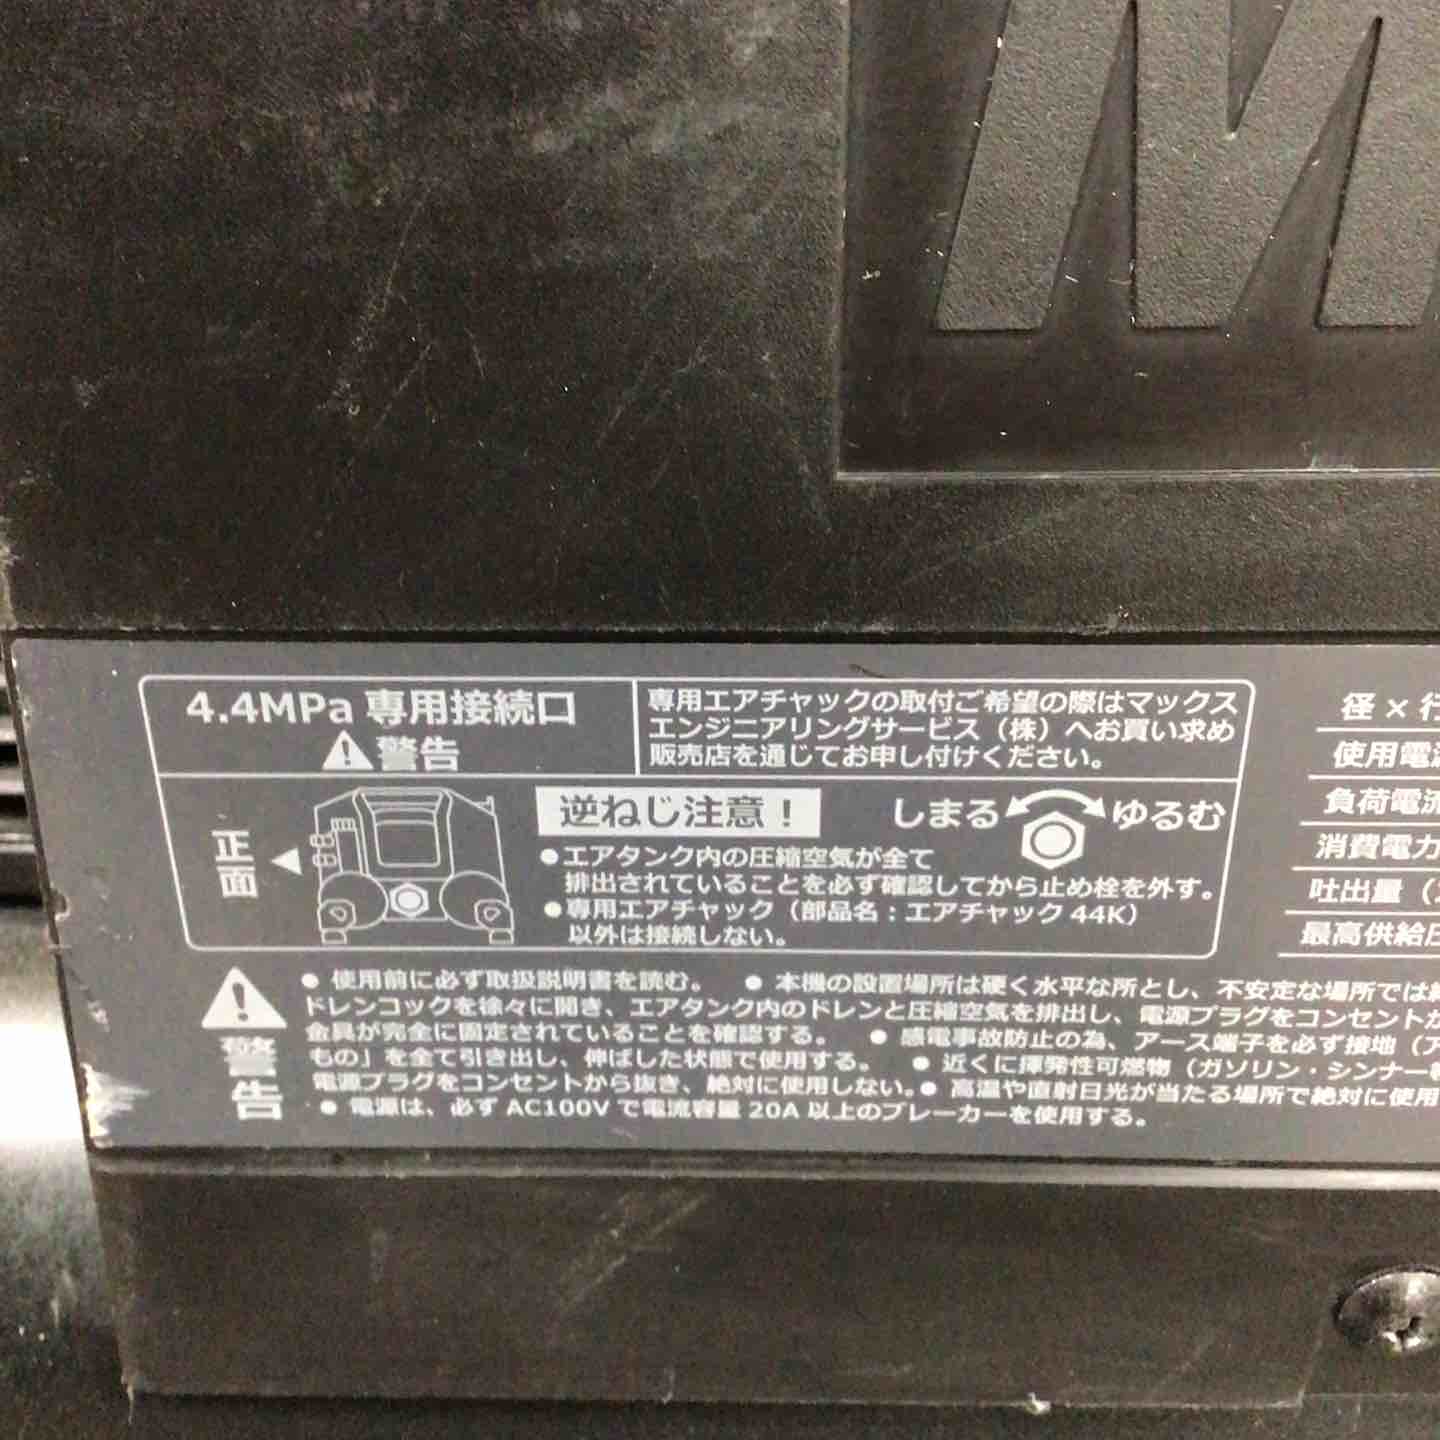 M
4.4MPa 専用接続口
警告
専用エアチャックの取付ご希望の際はマックス
エンジニアリングサービス（株）へお買い求め
販売店を通じてお申し付けください。
正面
逆ねじ注意！
しまる ゆるむ
●エアタンク内の圧縮空気が全て
排出されていることを必ず確認してから止め栓を外す。
●専用エアチャック（部品名：エアチャック 44K）
以外は接続しない。
径×行
使用電源
負荷電流
消費電力
吐出量（
最高供給圧
警告
● 使用前に必ず取扱説明書を読む。 ● 本機の設置場所は硬く水平な所とし、不安定な場所では絶
ドレンコックを徐々に開き、エアタンク内のドレンと圧縮空気を排出し、電源プラグをコンセントか
金具が完全に固定されていることを確認する。 ● 感電事故防止の為、アース端子を必ず接地（ア
もの」を全て引き出し、伸ばした状態で使用する。 ● 近くに揮発性可燃物（ガソリン・シンナー等
電源プラグをコンセントから抜き、絶対に使用しない。● 高温や直射日光が当たる場所で絶対に使用
● 電源は、必ず AC100V で電流容量 20A 以上のブレーカーを使用する。